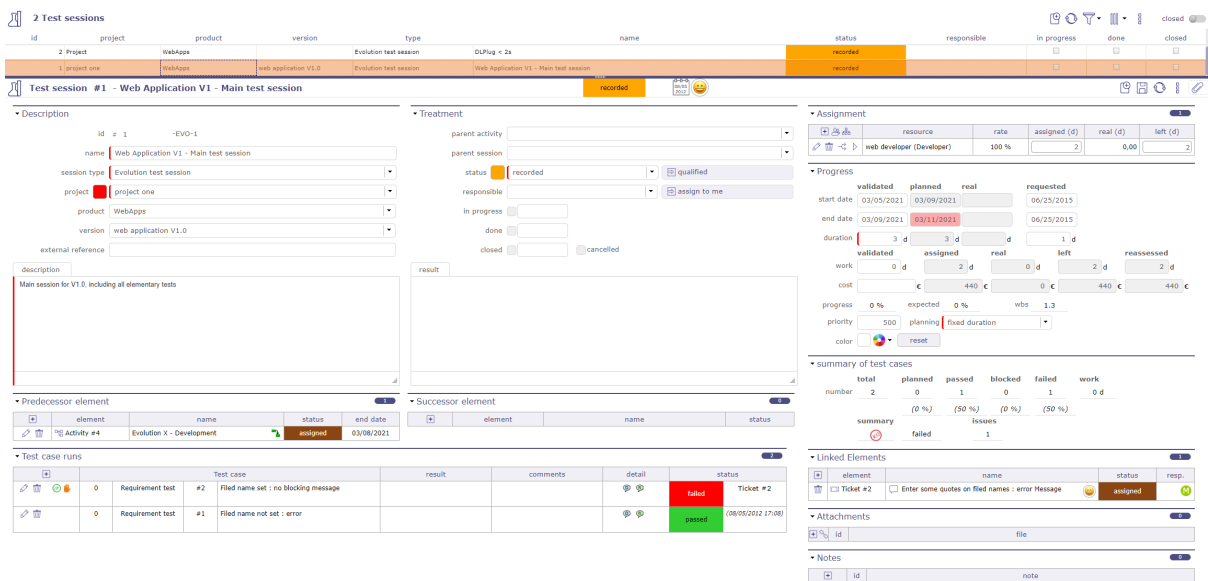 2 Test sessions closed
id project product version type name status responsible in progress done closed
2 Project WebApps Evolution test session DLPlug < 2s recorded
1 project one WebApps web application V1.0 Evolution test session Web Application V1 - Main test session recorded
Test session #1 - Web Application V1 - Main test session recorded 08/05 2012
Description
id # 1 -EVO-1
name Web Application V1 - Main test session
session type Evolution test session
project project one
product WebApps
version web application V1.0
external reference
description
Main session for V1.0, including all elementary tests
Treatment
parent activity
parent session
status recorded qualified
responsible assign to me
in progress
done
closed cancelled
result
Predecessor element 1
element name status end date
Activity #4 Evolution X - Development assigned 03/08/2021
Successor element 0
element name status
Test case runs 2
Test case result comments detail status
0 Requirement test #2 Filed name set : no blocking message failed Ticket #2
0 Requirement test #1 Filed name not set : error passed (08/05/2012 17:08)
Assignment 1
resource rate assigned (d) real (d) left (d)
web developer (Developer) 100 % 2 0,00 2
Progress
validated planned real requested
start date 03/05/2021 03/09/2021 06/25/2015
end date 03/09/2021 03/11/2021 06/25/2015
duration 3 d 3 d d 1 d
validated assigned real left reassessed
work 0 d 2 d 0 d 2 d 2 d
cost € 440 € 0 € 440 € 440 €
progress 0 % expected 0 % wbs 1.3
priority 500 planning fixed duration
color reset
summary of test cases
total planned passed blocked failed work
number 2 0 1 0 1 0 d
(0 %) (50 %) (0 %) (50 %)
summary issues
failed 1
Linked Elements 1
element name status resp.
Ticket #2 Enter some quotes on filed names : error Message assigned M
Attachments 0
id file
Notes 0
id note